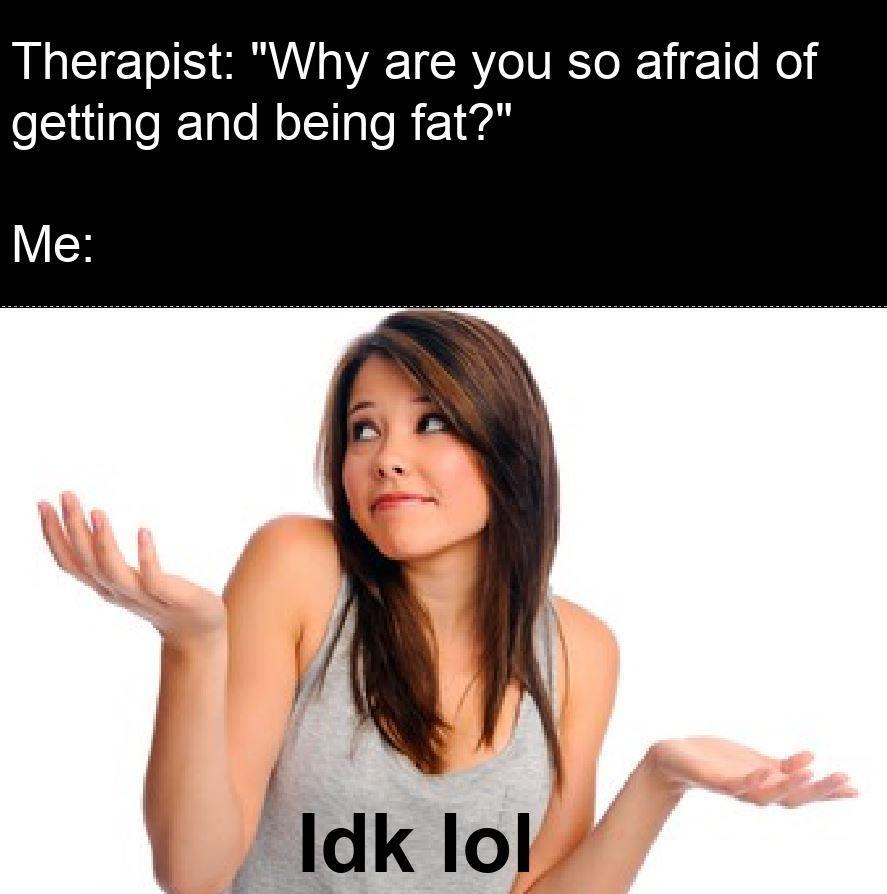 Therapist: "Why are you so afraid of
getting and being fat?"
Me:
Idk lol